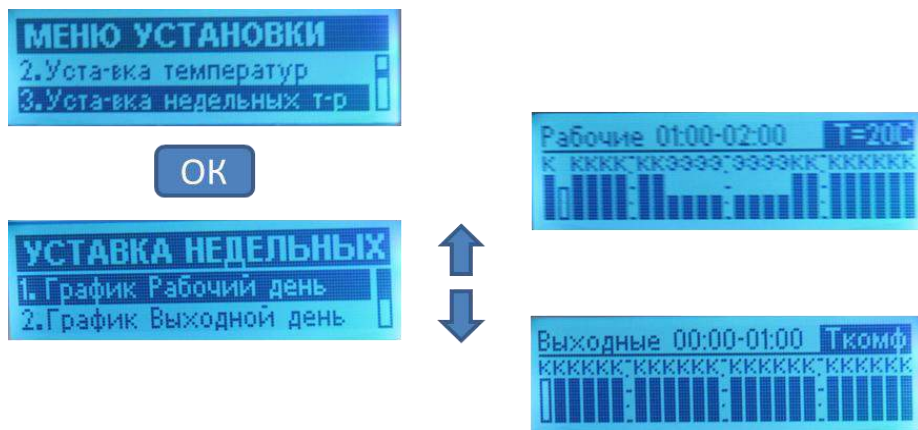 МЕНЮ УСТАНОВКИ
2.Уста-вка температур
3.Уста-вка недельных т-р
ОК
УСТАВКА НЕДЕЛЬНЫХ
1. График Рабочий день
2.График Выходной день
Рабочие 01:00-02:00 T=20C
К КККК ККЭЭЭЭ ЭЭЭЭКК КККККК
Выходные 00:00-01:00 Ткомф
КККККК КККККК КККККК КККККК